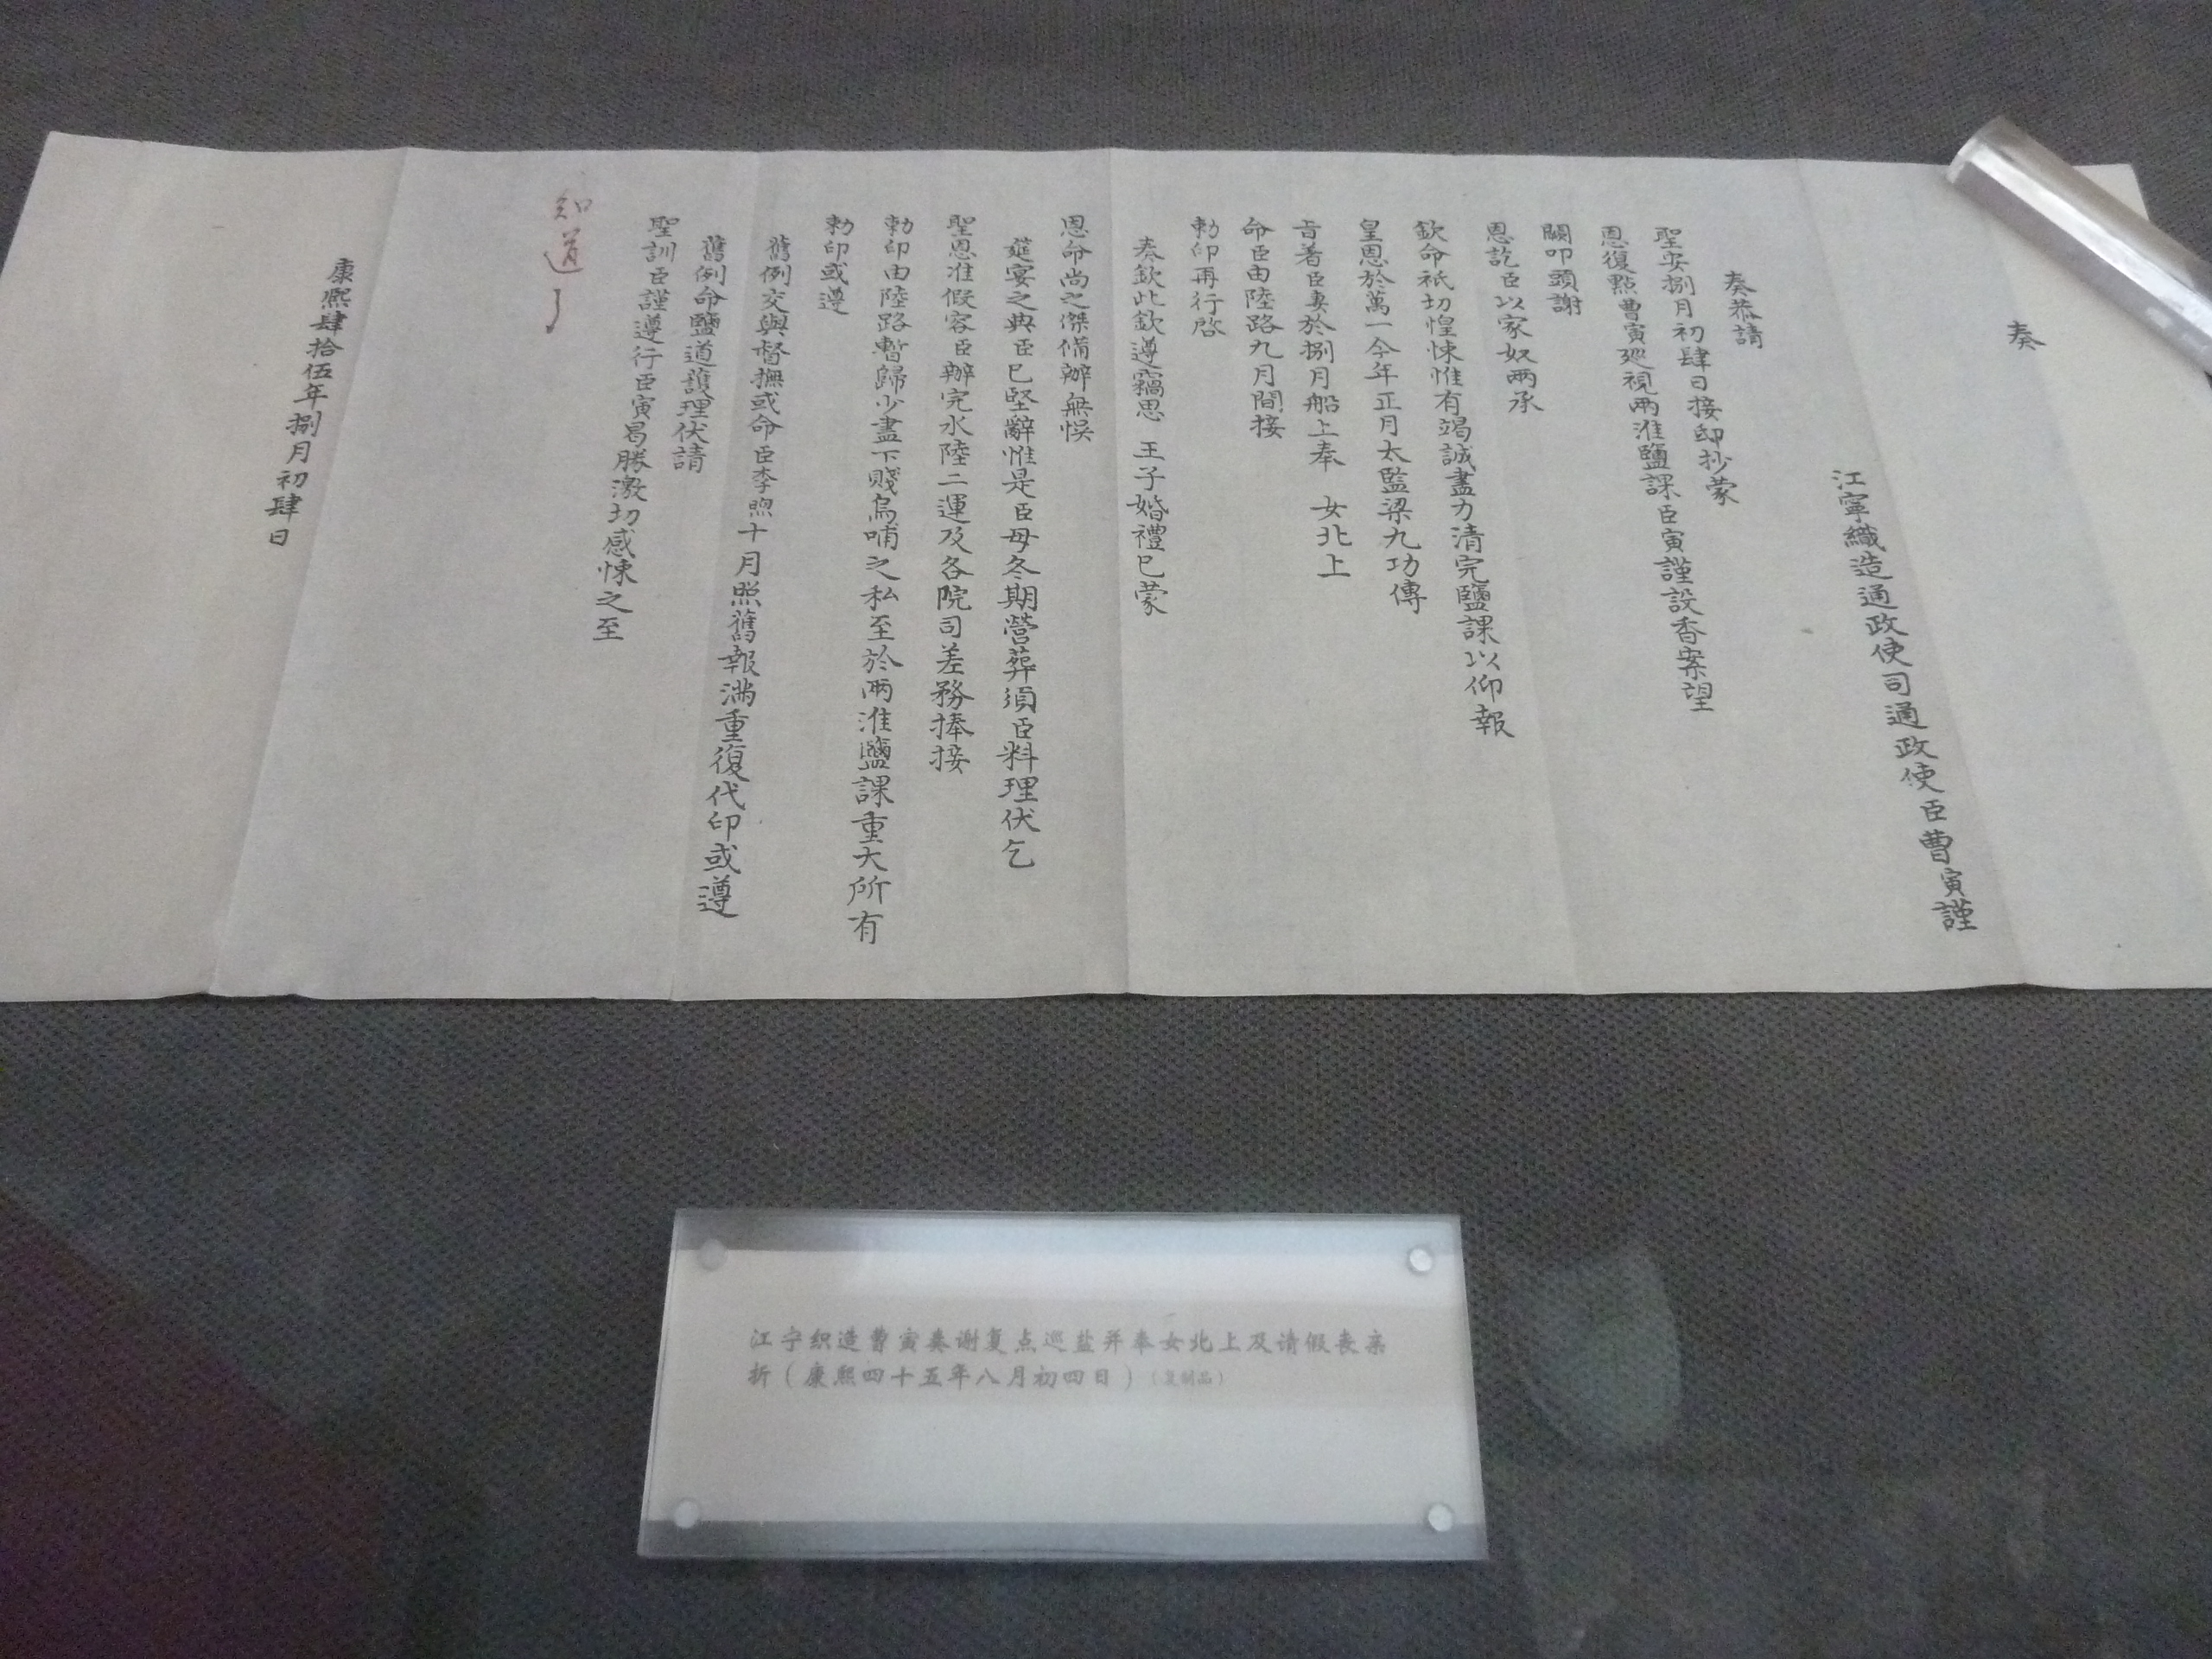 奏
江寧織造通政使司通政使臣曹寅謹
奏恭請
聖安捌月初肆日接邸抄蒙
恩復點曹寅廵視兩淮鹽課臣寅謹設香案望
闕叩頭謝
恩訖臣以家奴兩承
欽命祇切惶悚惟有竭誠盡力清完鹽課以仰報
皇恩於萬一今年正月太監梁九功傳
旨著臣妻於捌月船上奉 女北上
命臣由陸路九月間接
勅印再行啓
奏欽此欽遵竊思 王子婚禮已蒙
恩命尚之傑備辦無悞
筵宴之典臣已堅辭惟是臣母冬期營葬須臣料理伏乞
聖恩准假容臣辦完水陸二運及各院司差務捧接
勅印由陸路暫歸少盡下賤烏哺之私至於兩淮鹽課重大所有
勅印或遵
舊例交與督撫或命臣李煦十月照舊報滿重復代印或遵
舊例命鹽道護理伏請
聖訓臣謹遵行臣寅曷勝激切感悚之至
知道了
康熙肆拾伍年捌月初肆日
江宁织造曹寅奏谢复点巡盐并奉女北上及请假丧亲
折（康熙四十五年八月初四日）（复制品）